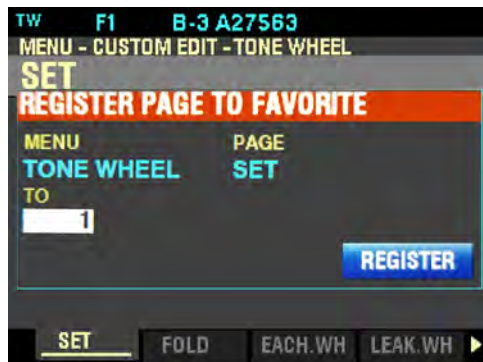 TW F1 B-3 A27563
MENU - CUSTOM EDIT - TONE WHEEL
SET
REGISTER PAGE TO FAVORITE
MENU PAGE
TONE WHEEL SET
TO
1
REGISTER
SET FOLD EACH.WH LEAK.WH